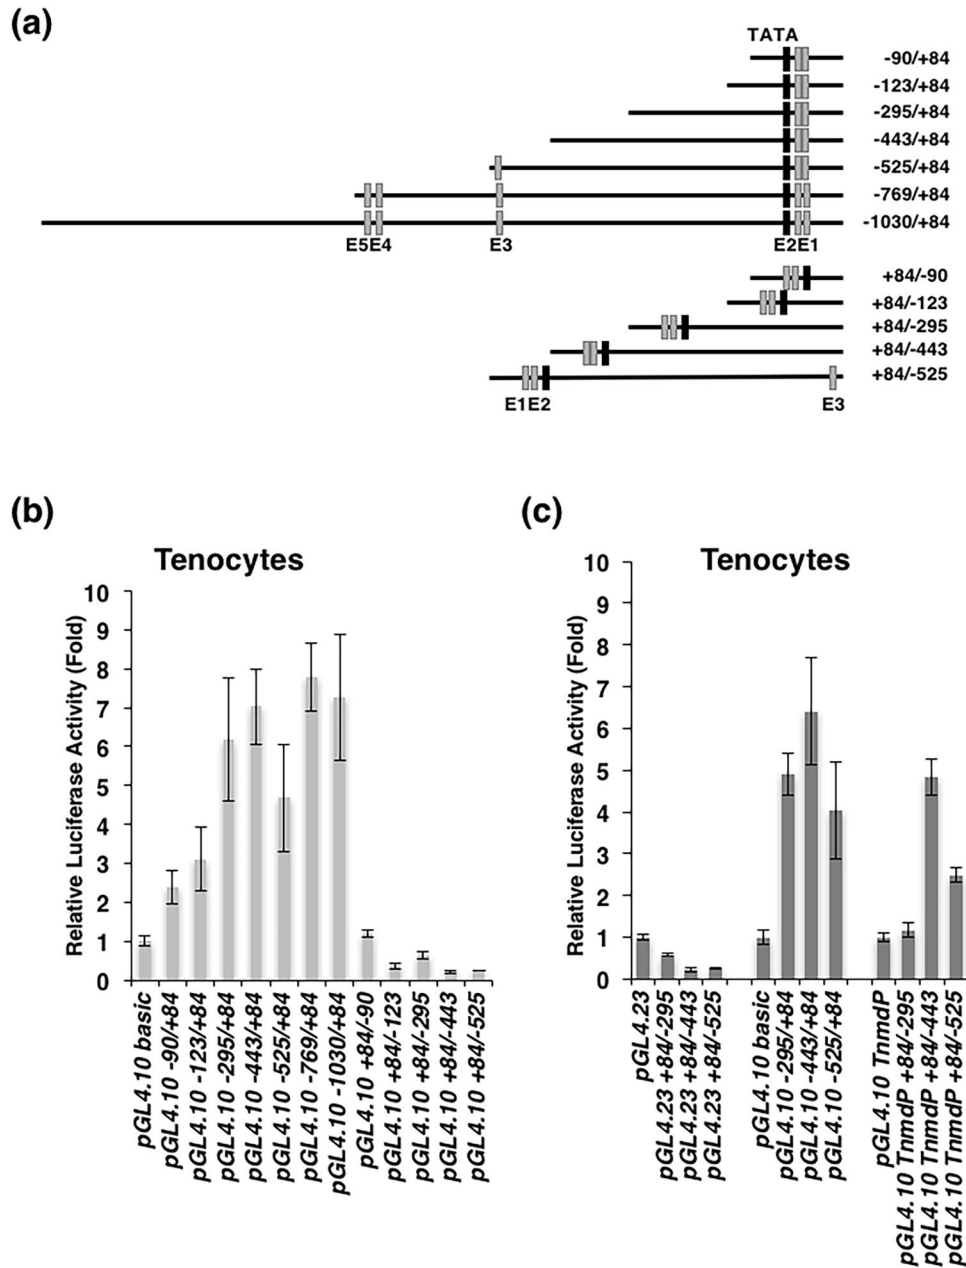 (a)
TATA
-90/+84
-123/+84
-295/+84
-443/+84
-525/+84
-769/+84
-1030/+84
E5E4 E3 E2E1
+84/-90
+84/-123
+84/-295
+84/-443
+84/-525
E1E2 E3
(b)
Tenocytes
Relative Luciferase Activity (Fold)
10
9
8
7
6
5
4
3
2
1
0
pGL4.10 basic
pGL4.10 -90/+84
pGL4.10 -123/+84
pGL4.10 -295/+84
pGL4.10 -443/+84
pGL4.10 -525/+84
pGL4.10 -769/+84
pGL4.10 -1030/+84
pGL4.10 +84/-90
pGL4.10 +84/-123
pGL4.10 +84/-295
pGL4.10 +84/-443
pGL4.10 +84/-525
(c)
Tenocytes
Relative Luciferase Activity (Fold)
10
9
8
7
6
5
4
3
2
1
0
pGL4.23
pGL4.23 +84/-295
pGL4.23 +84/-443
pGL4.23 +84/-525
pGL4.10 basic
pGL4.10 -295/+84
pGL4.10 -443/+84
pGL4.10 -525/+84
pGL4.10 TnmdP
pGL4.10 TnmdP +84/-295
pGL4.10 TnmdP +84/-443
pGL4.10 TnmdP +84/-525